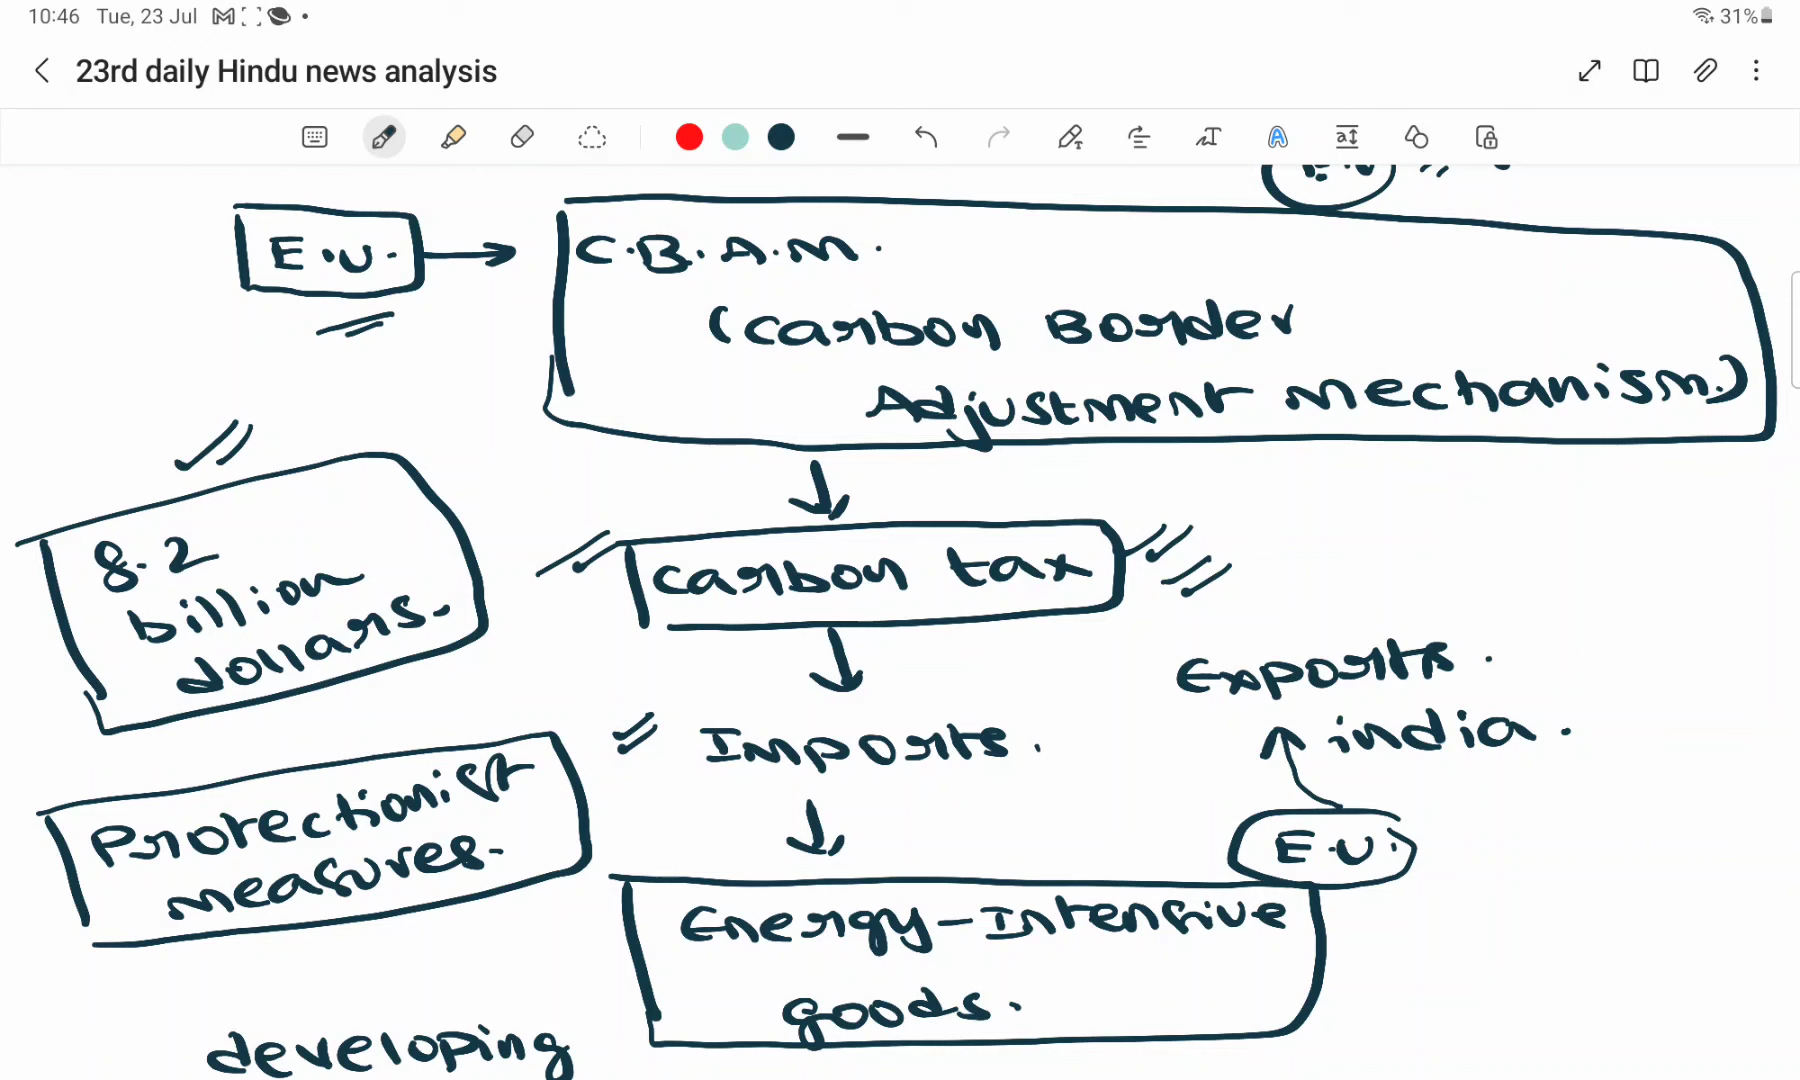 10:46 Tue, 23 Jul
31%
23rd daily Hindu news analysis
E.U.
C.B.A.M.
(Carbon Border
Adjustment Mechanism.)
8.2
billion
dollars.
Carbon tax
Exports.
india.
Imports.
Protectionist
measures.
E.U.
Energy-Intensive
goods.
developing